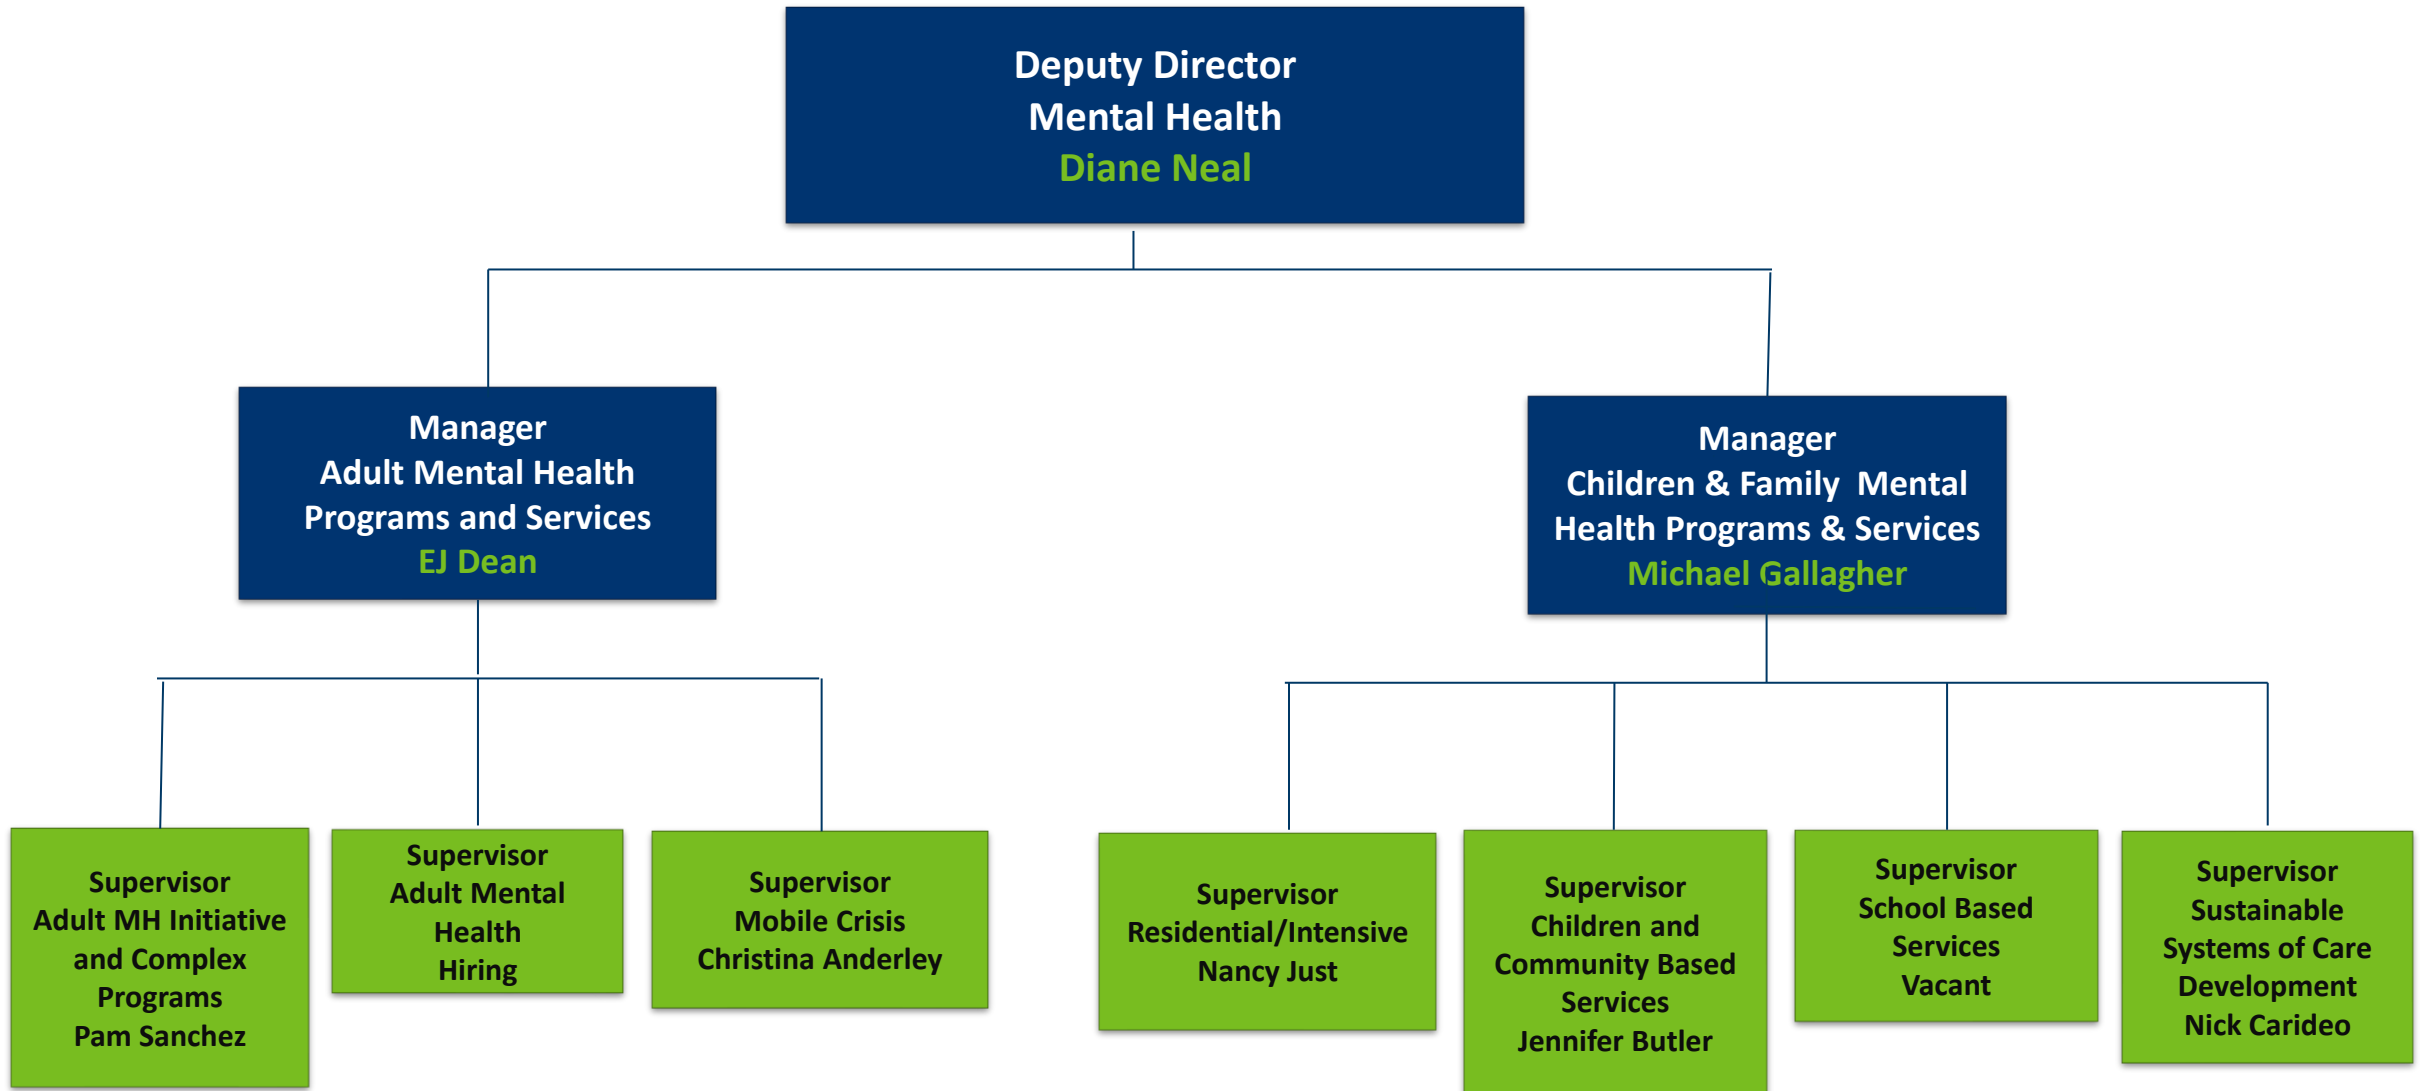 Deputy Director
Mental Health
Diane Neal
Manager
Adult Mental Health
Programs and Services
EJ Dean
Manager
Children & Family  Mental
Health Programs & Services
Michael Gallagher
Supervisor
Adult MH Initiative
and Complex
Programs
Pam Sanchez
Supervisor
Adult Mental
Health
Hiring
Supervisor
Mobile Crisis
Christina Anderley
Supervisor
Residential/Intensive
Nancy Just
Supervisor
Children and
Community Based
Services
Jennifer Butler
Supervisor
School Based
Services
Vacant
Supervisor
Sustainable
Systems of Care
Development
Nick Carideo